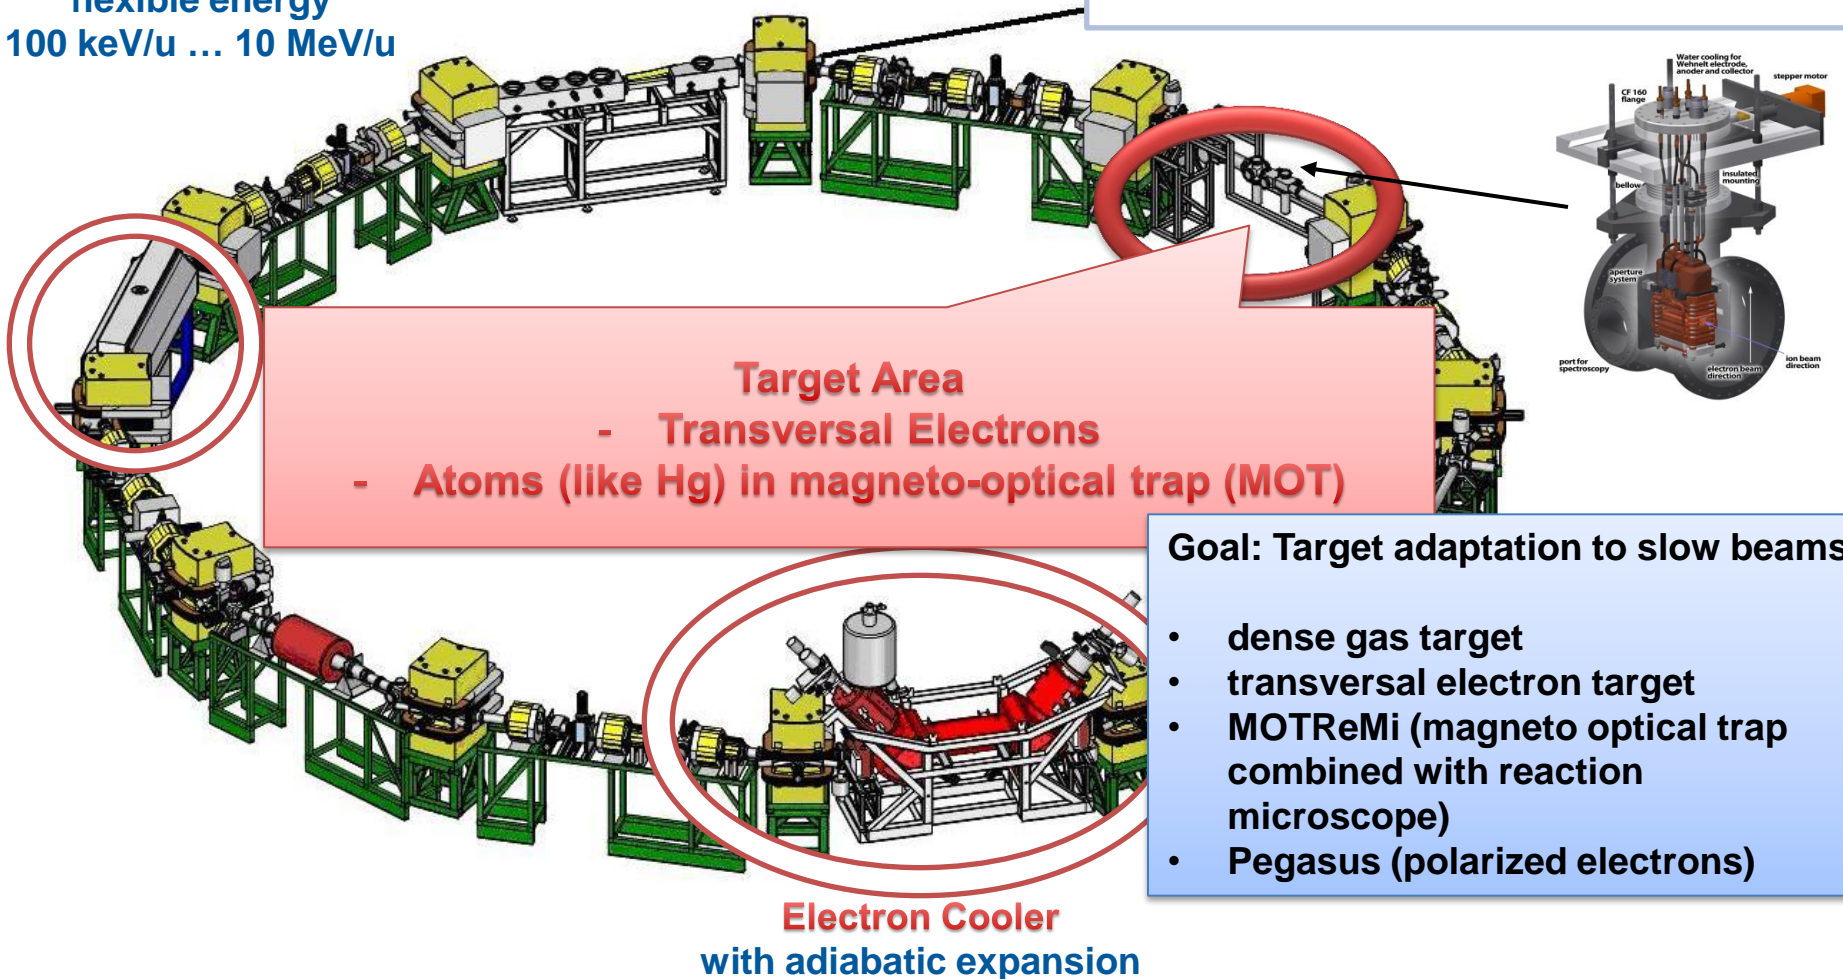 flexible energy
100 keV/u … 10 MeV/u
Water cooling for
Wehnelt electrode,
anoder and collector
stepper motor
CF 160
flange
bellow
insulated
mounting
aperture
system
port for
spectroscopy
electron beam
direction
ion beam
direction
Target Area
- Transversal Electrons
- Atoms (like Hg) in magneto-optical trap (MOT)
Goal: Target adaptation to slow beams
• dense gas target
• transversal electron target
• MOTReMi (magneto optical trap
combined with reaction
microscope)
• Pegasus (polarized electrons)
Electron Cooler
with adiabatic expansion